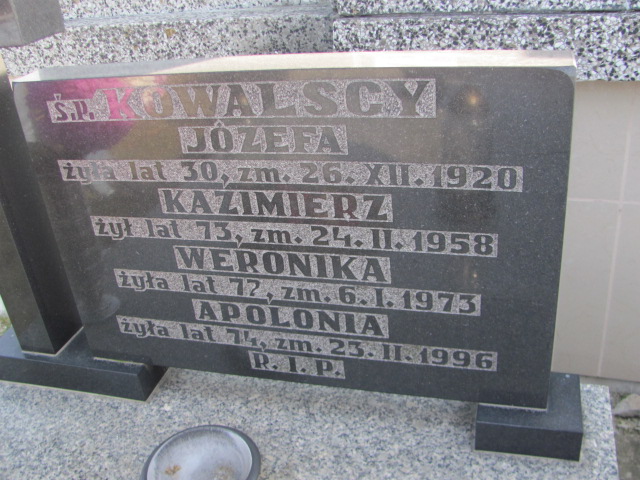 ś.p. KOWALSCY
JÓZEFA
żyła lat 30, zm. 26. XII. 1920
KAZIMIERZ
żył lat 73, zm. 24. II. 1958
WERONIKA
żyła lat 77, zm. 6. I. 1973
APOLONIA
żyła lat 74, zm. 23. II. 1996
R. I. P.